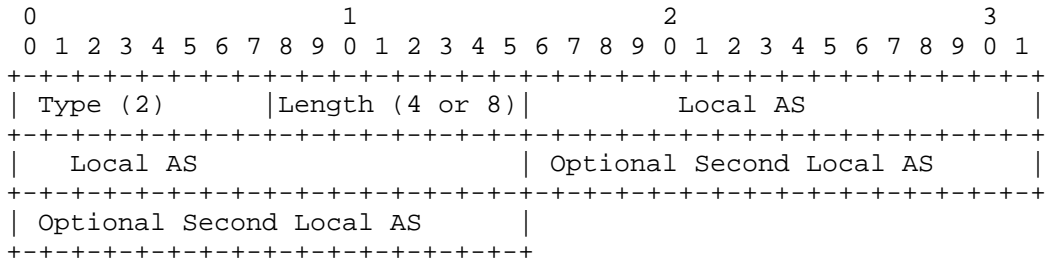 0                   1                   2                   3
 0 1 2 3 4 5 6 7 8 9 0 1 2 3 4 5 6 7 8 9 0 1 2 3 4 5 6 7 8 9 0 1
+-+-+-+-+-+-+-+-+-+-+-+-+-+-+-+-+-+-+-+-+-+-+-+-+-+-+-+-+-+-+-+-+
| Type (2)      |Length (4 or 8)|         Local AS              |
+-+-+-+-+-+-+-+-+-+-+-+-+-+-+-+-+-+-+-+-+-+-+-+-+-+-+-+-+-+-+-+-+
|   Local AS                    | Optional Second Local AS      |
+-+-+-+-+-+-+-+-+-+-+-+-+-+-+-+-+-+-+-+-+-+-+-+-+-+-+-+-+-+-+-+-+
| Optional Second Local AS      |
+-+-+-+-+-+-+-+-+-+-+-+-+-+-+-+-+